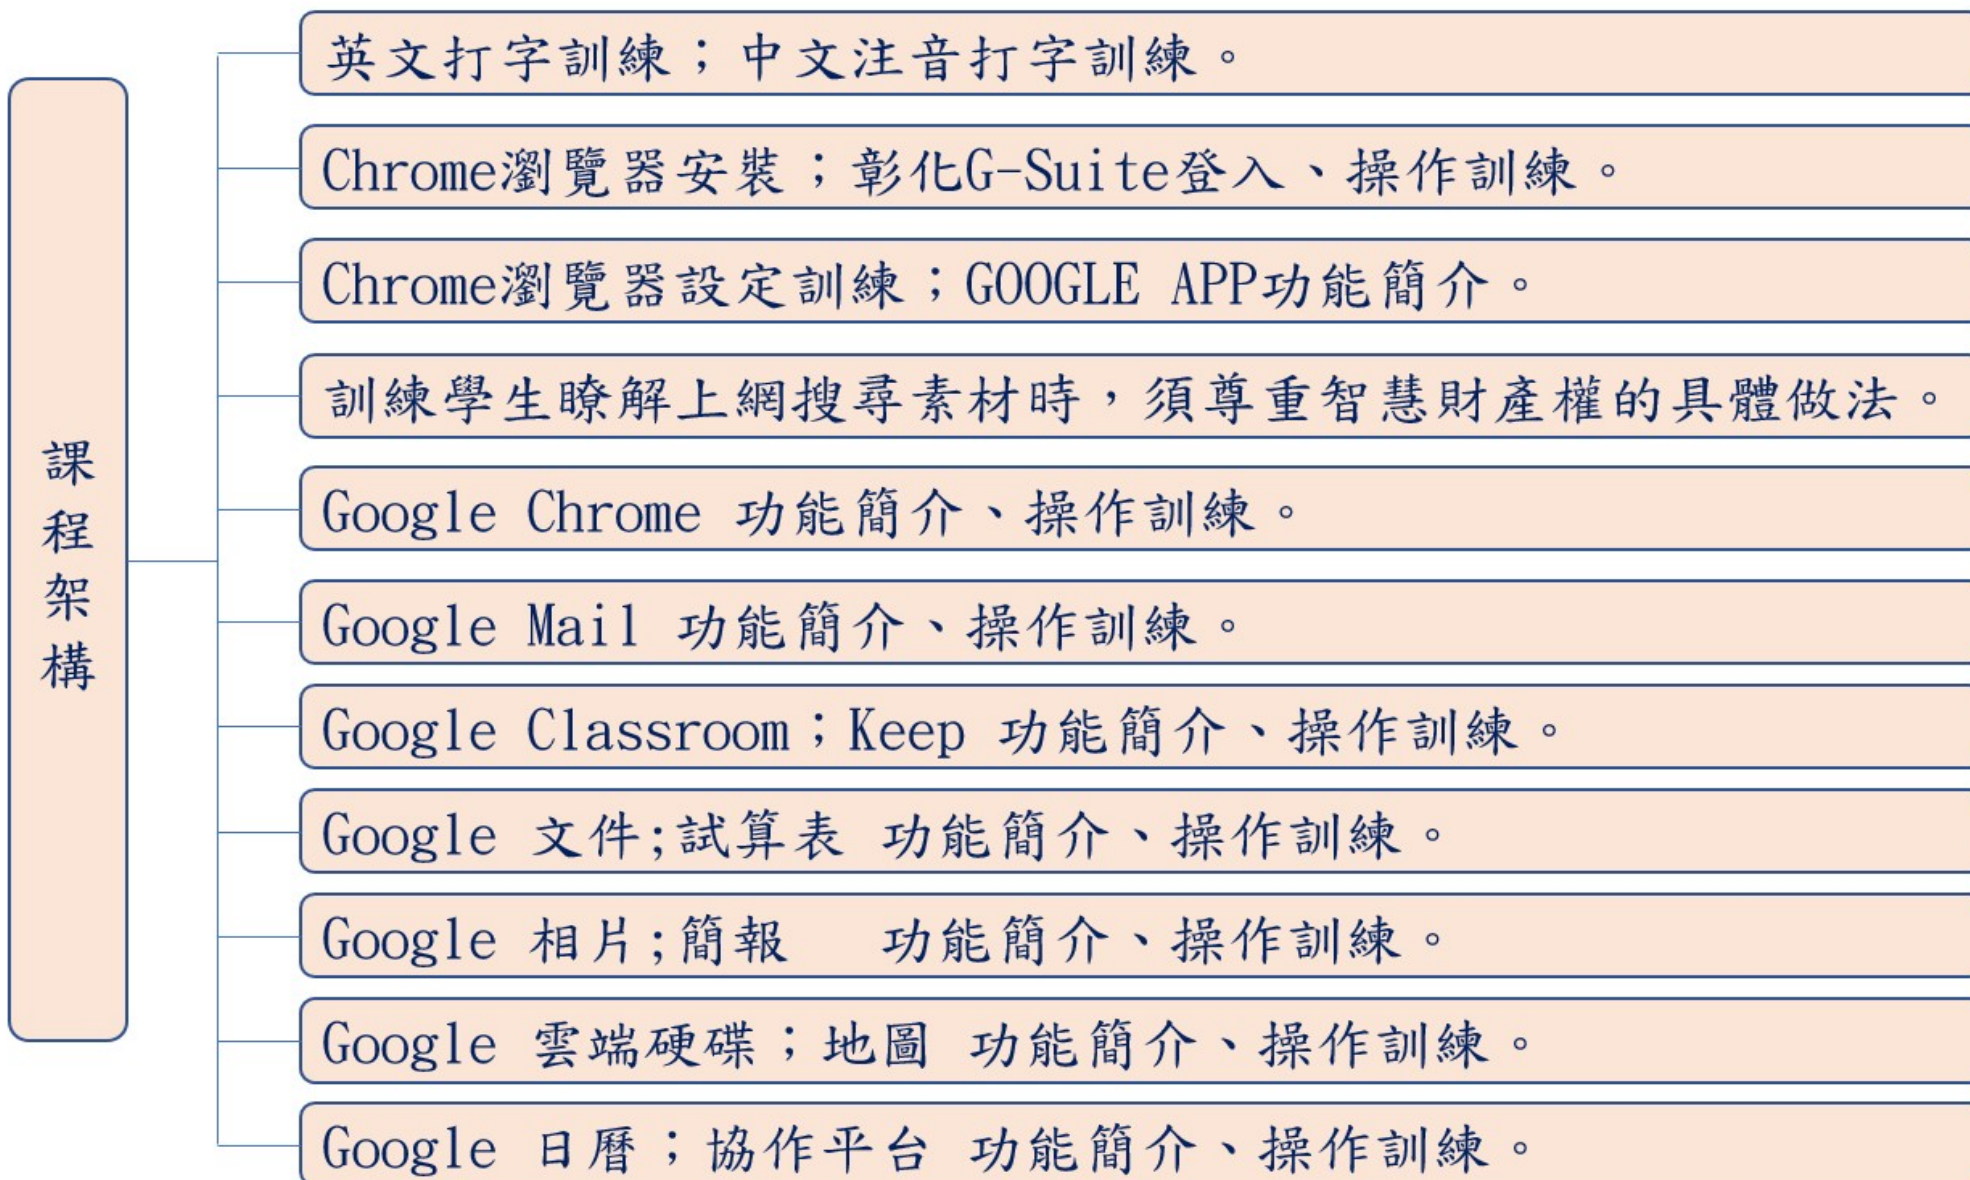 課程架構
英文打字訓練；中文注音打字訓練。
Chrome瀏覽器安裝；彰化G-Suite登入、操作訓練。
Chrome瀏覽器設定訓練；GOOGLE APP功能簡介。
訓練學生瞭解上網搜尋素材時，須尊重智慧財產權的具體做法。
Google Chrome 功能簡介、操作訓練。
Google Mail 功能簡介、操作訓練。
Google Classroom；Keep 功能簡介、操作訓練。
Google 文件;試算表 功能簡介、操作訓練。
Google 相片;簡報 功能簡介、操作訓練。
Google 雲端硬碟；地圖 功能簡介、操作訓練。
Google 日曆；協作平台 功能簡介、操作訓練。